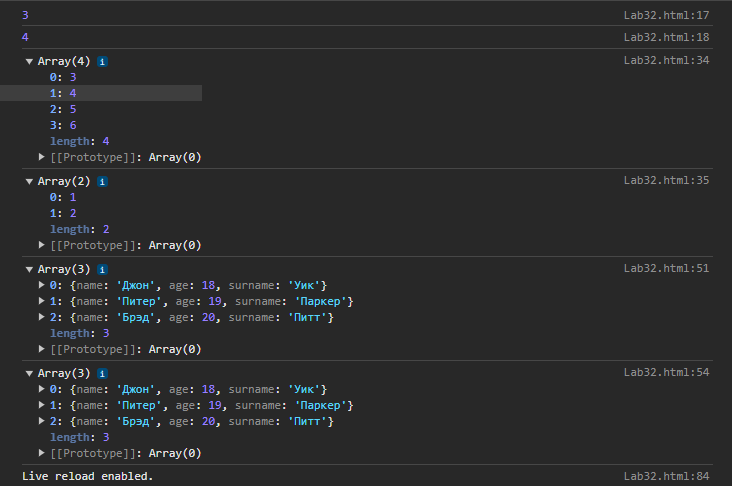 3 Lab32.html:17
4 Lab32.html:18
▼ Array(4) i Lab32.html:34
0: 3
1: 4
2: 5
3: 6
length: 4
▶ [[Prototype]]: Array(0)
▼ Array(2) i Lab32.html:35
0: 1
1: 2
length: 2
▶ [[Prototype]]: Array(0)
▼ Array(3) i Lab32.html:51
▶ 0: {name: 'Джон', age: 18, surname: 'Уик'}
▶ 1: {name: 'Питер', age: 19, surname: 'Паркер'}
▶ 2: {name: 'Брэд', age: 20, surname: 'Питт'}
length: 3
▶ [[Prototype]]: Array(0)
▼ Array(3) i Lab32.html:54
▶ 0: {name: 'Джон', age: 18, surname: 'Уик'}
▶ 1: {name: 'Питер', age: 19, surname: 'Паркер'}
▶ 2: {name: 'Брэд', age: 20, surname: 'Питт'}
length: 3
▶ [[Prototype]]: Array(0)
Live reload enabled. Lab32.html:84